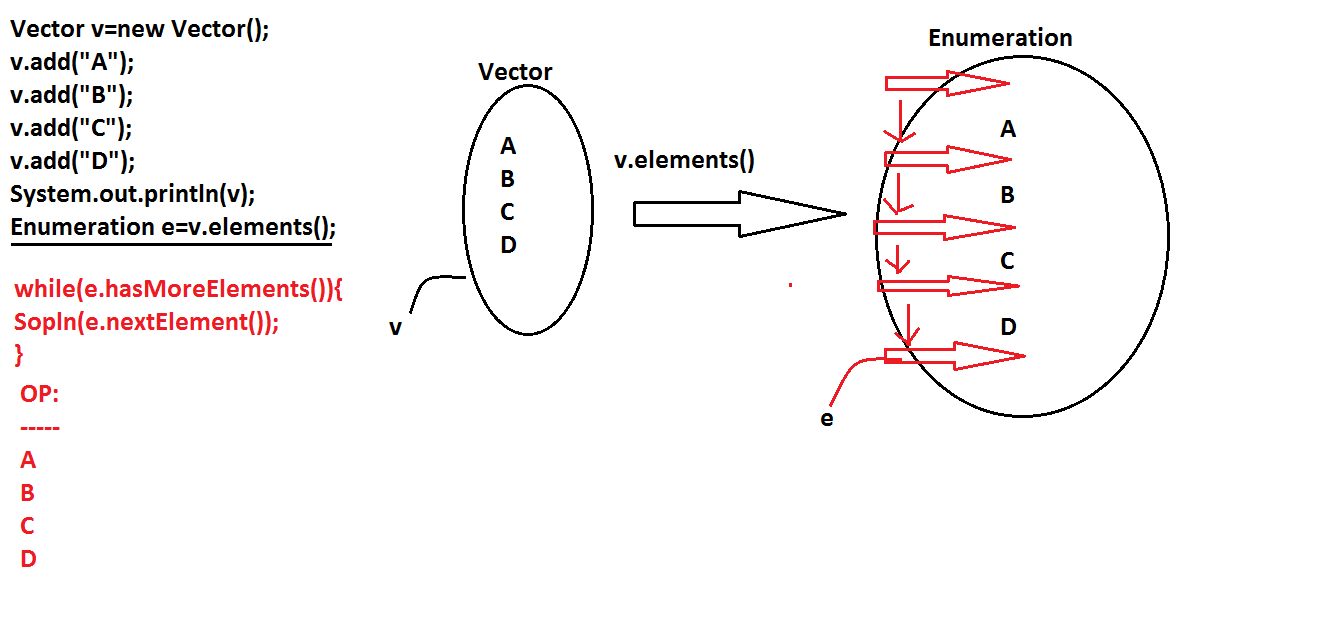 Vector v=new Vector();
v.add("A");
v.add("B");
v.add("C");
v.add("D");
System.out.println(v);
Enumeration e=v.elements();
while(e.hasMoreElements()){
Sopln(e.nextElement());
}
OP:
-----
A
B
C
D
Vector
A
B
C
D
v
v.elements()
Enumeration
A
B
C
D
e